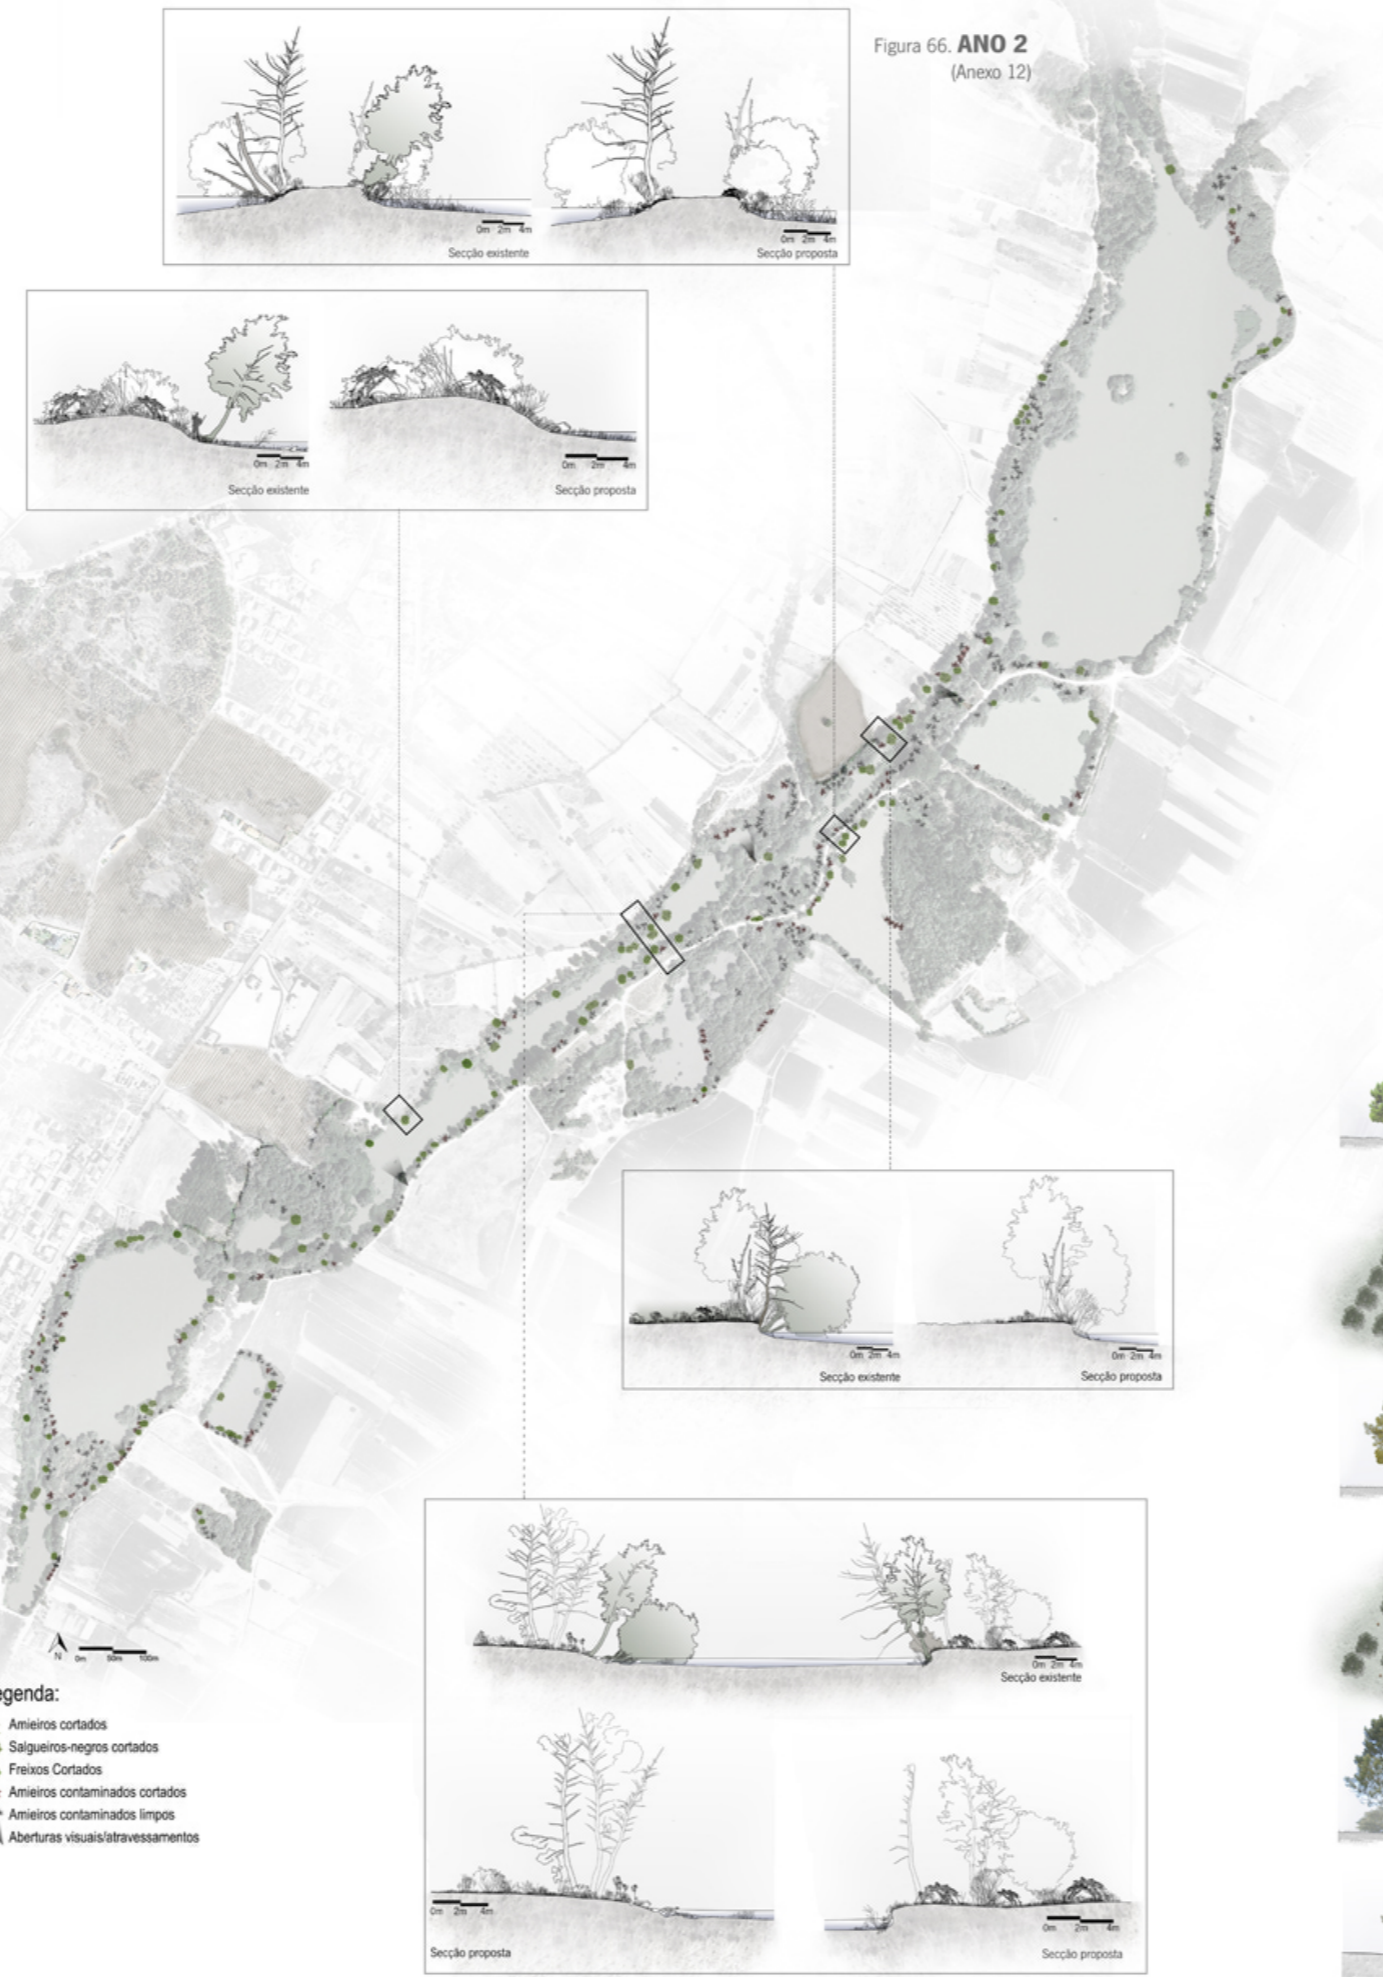 Figura 66. ANO 2
(Anexo 12)
0m 2m 4m
Secção existente
0m 2m 4m
Secção proposta
0m 2m 4m
Secção existente
0m 2m 4m
Secção proposta
0m 2m 4m
Secção existente
0m 2m 4m
Secção proposta
0m 2m 4m
Secção existente
0m 2m 4m
Secção proposta
0m 2m 4m
Secção proposta
N 0m 50m 100m
egenda:
Amieiros cortados
Salgueiros-negros cortados
Freixos Cortados
Amieiros contaminados cortados
Amieiros contaminados limpos
Aberturas visuais/atravessamentos